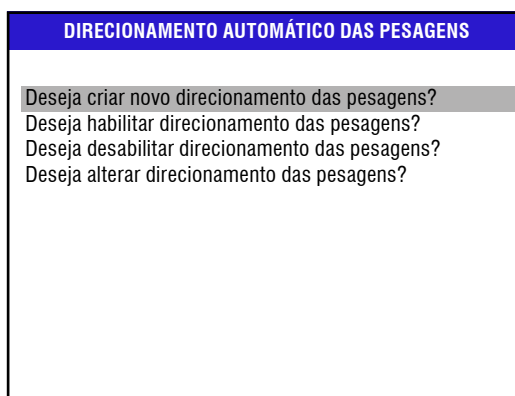 DIRECIONAMENTO AUTOMÁTICO DAS PESAGENS
Deseja criar novo direcionamento das pesagens?
Deseja habilitar direcionamento das pesagens?
Deseja desabilitar direcionamento das pesagens?
Deseja alterar direcionamento das pesagens?